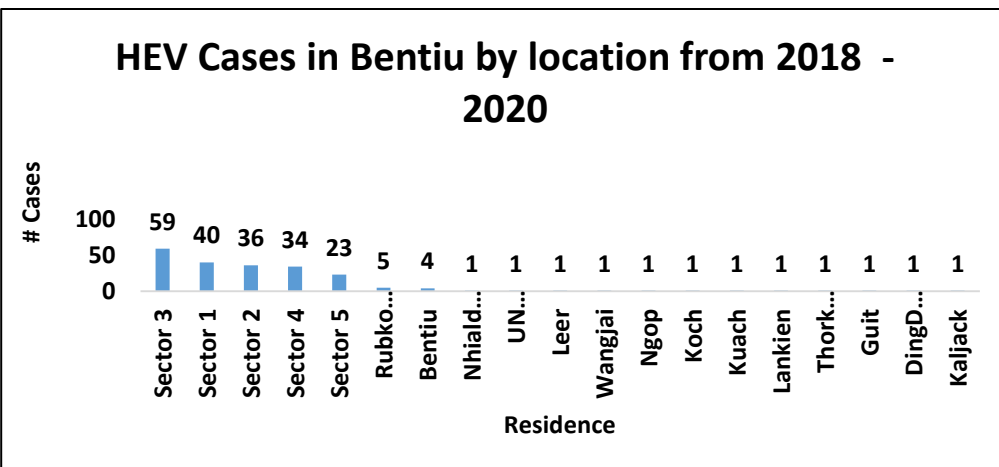 HEV Cases in Bentiu by location from 2018 -
2020
# Cases
100
50
0
59
40
36
34
23
5
4
1
1
1
1
1
1
1
1
1
1
1
1
Sector 3
Sector 1
Sector 2
Sector 4
Sector 5
Rubko…
Bentiu
Nhiald…
UN…
Leer
Wangjai
Ngop
Koch
Kuach
Lankien
Thork…
Guit
DingD…
Kaljack
Residence